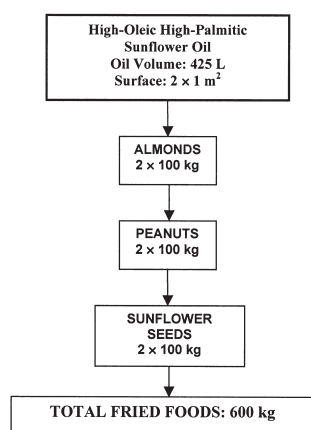 High-Oleic High-Palmitic
Sunflower Oil
Oil Volume: 425 L
Surface: 2 × 1 m²
ALMONDS
2 × 100 kg
PEANUTS
2 × 100 kg
SUNFLOWER
SEEDS
2 × 100 kg
TOTAL FRIED FOODS: 600 kg